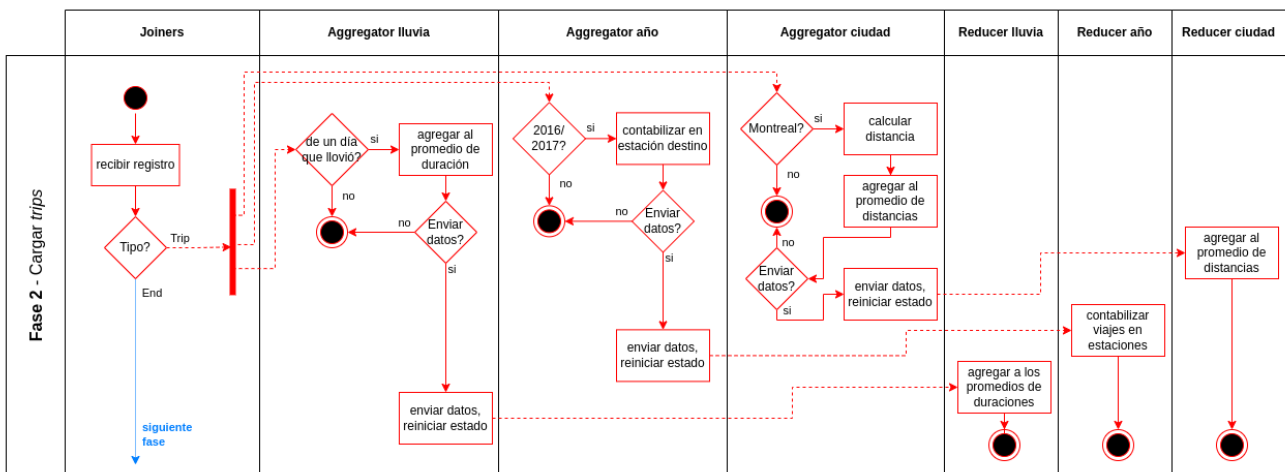 Joiners
Aggregator lluvia
Aggregator año
Aggregator ciudad
Reducer lluvia
Reducer año
Reducer ciudad
Fase 2 - Cargar trips
recibir registro
Tipo?
Trip
End
siguiente
fase
de un día
que llovió?
si
no
agregar al
promedio de
duración
Enviar
datos?
no
si
enviar datos,
reiniciar estado
2016/
2017?
si
no
contabilizar en
estación destino
Enviar
datos?
no
si
enviar datos,
reiniciar estado
Montreal?
si
no
calcular
distancia
agregar al
promedio de
distancias
Enviar
datos?
no
si
enviar datos,
reiniciar estado
agregar a los
promedios de
duraciones
contabilizar
viajes en
estaciones
agregar al
promedio de
distancias